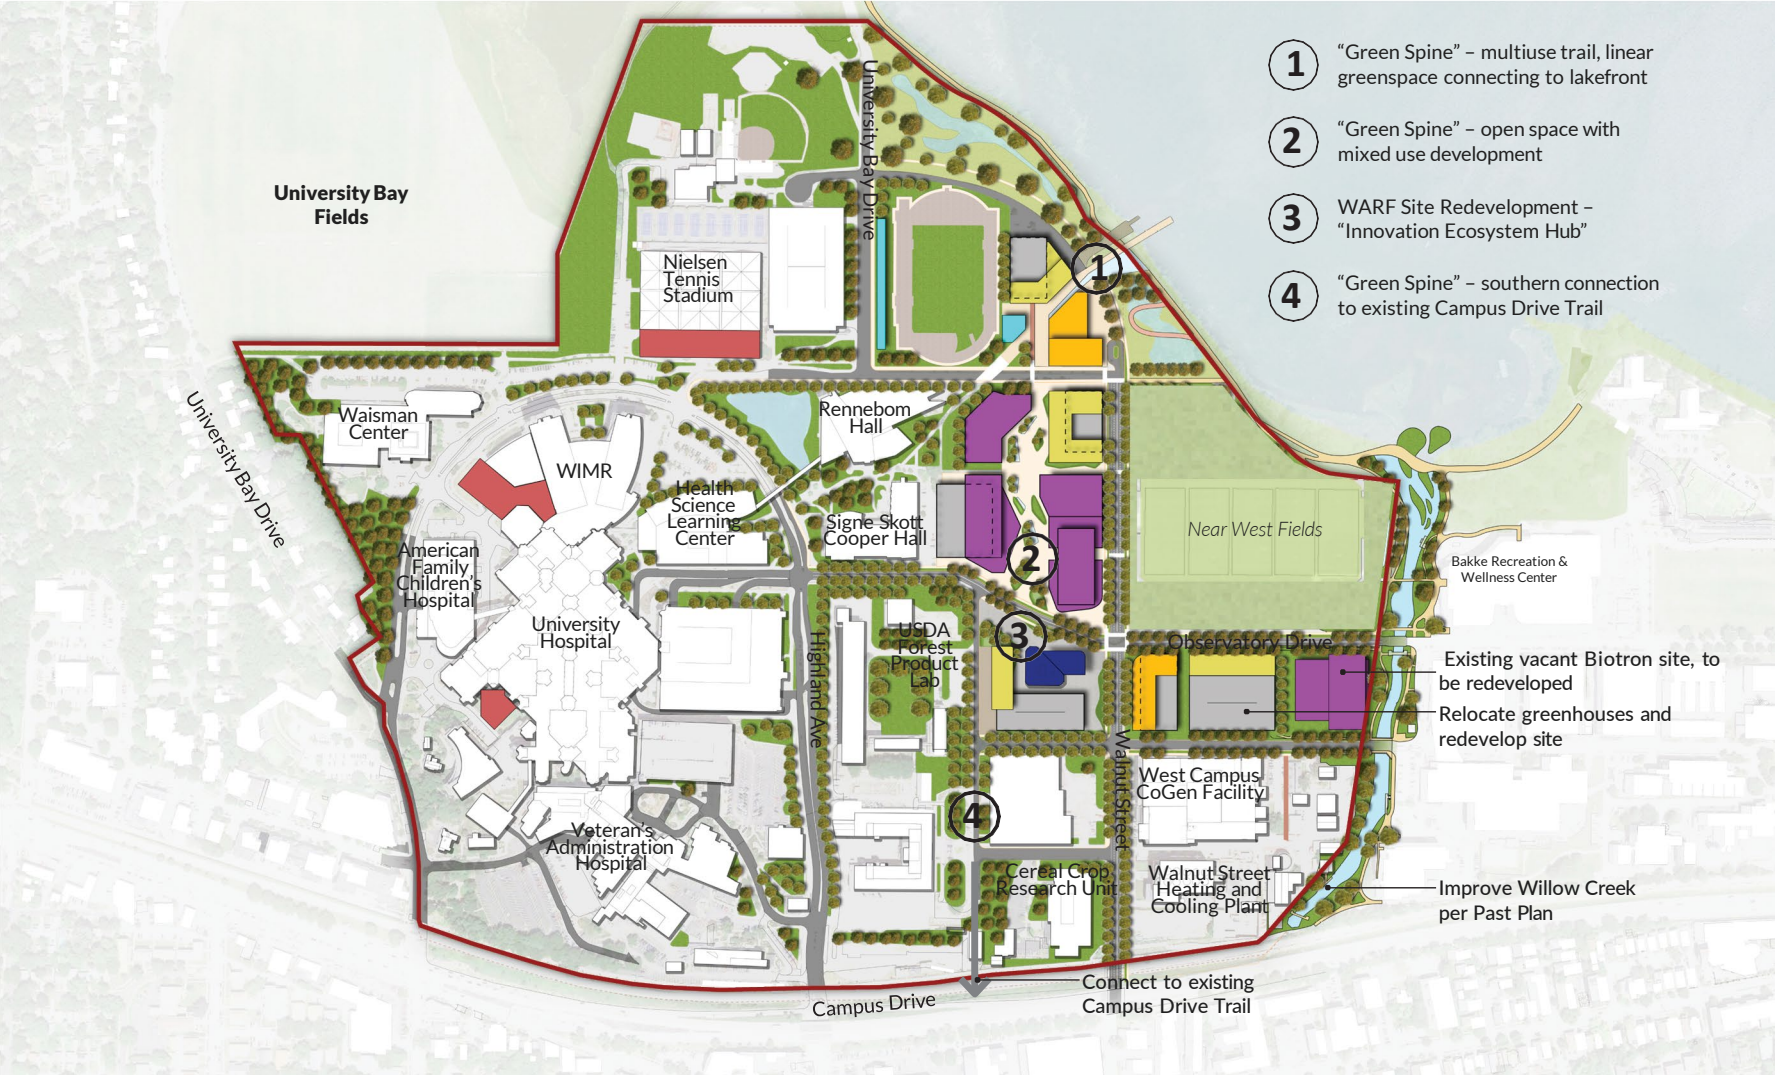 1
“Green Spine” – multiuse trail, linear
greenspace connecting to lakefront
2
“Green Spine” – open space with
mixed use development
3
WARF Site Redevelopment –
“Innovation Ecosystem Hub”
4
“Green Spine” – southern connection
to existing Campus Drive Trail
University Bay
Fields
University Bay Drive
Nielsen
Tennis
Stadium
1
University Bay Drive
Waisman
Center
Rennebom
Hall
WIMR
Health
Science
Learning
Center
Signe Skott
Cooper Hall
Near West Fields
2
Bakke Recreation &
Wellness Center
American
Family
Children’s
Hospital
University
Hospital
Highland Ave
USDA
Forest
Product
Lab
3
Observatory Drive
Existing vacant Biotron site, to
be redeveloped
Relocate greenhouses and
redevelop site
Walnut Street
West Campus
CoGen Facility
4
Veteran’s
Administration
Hospital
Cereal Crop
Research Unit
Walnut Street
Heating and
Cooling Plant
Improve Willow Creek
per Past Plan
Connect to existing
Campus Drive Trail
Campus Drive